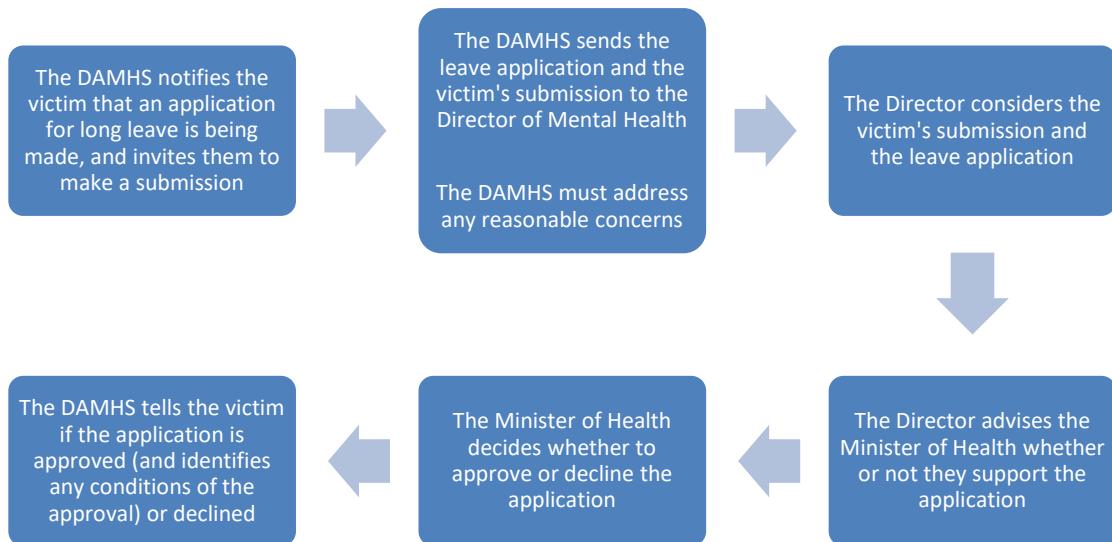 The DAMHS notifies the
victim that an application
for long leave is being
made, and invites them to
make a submission
The DAMHS sends the
leave application and the
victim's submission to the
Director of Mental Health
The DAMHS must address
any reasonable concerns
The Director considers the
victim's submission and
the leave application
The Director advises the
Minister of Health whether
or not they support the
application
The Minister of Health
decides whether to
approve or decline the
application
The DAMHS tells the victim
if the application is
approved (and identifies
any conditions of the
approval) or declined